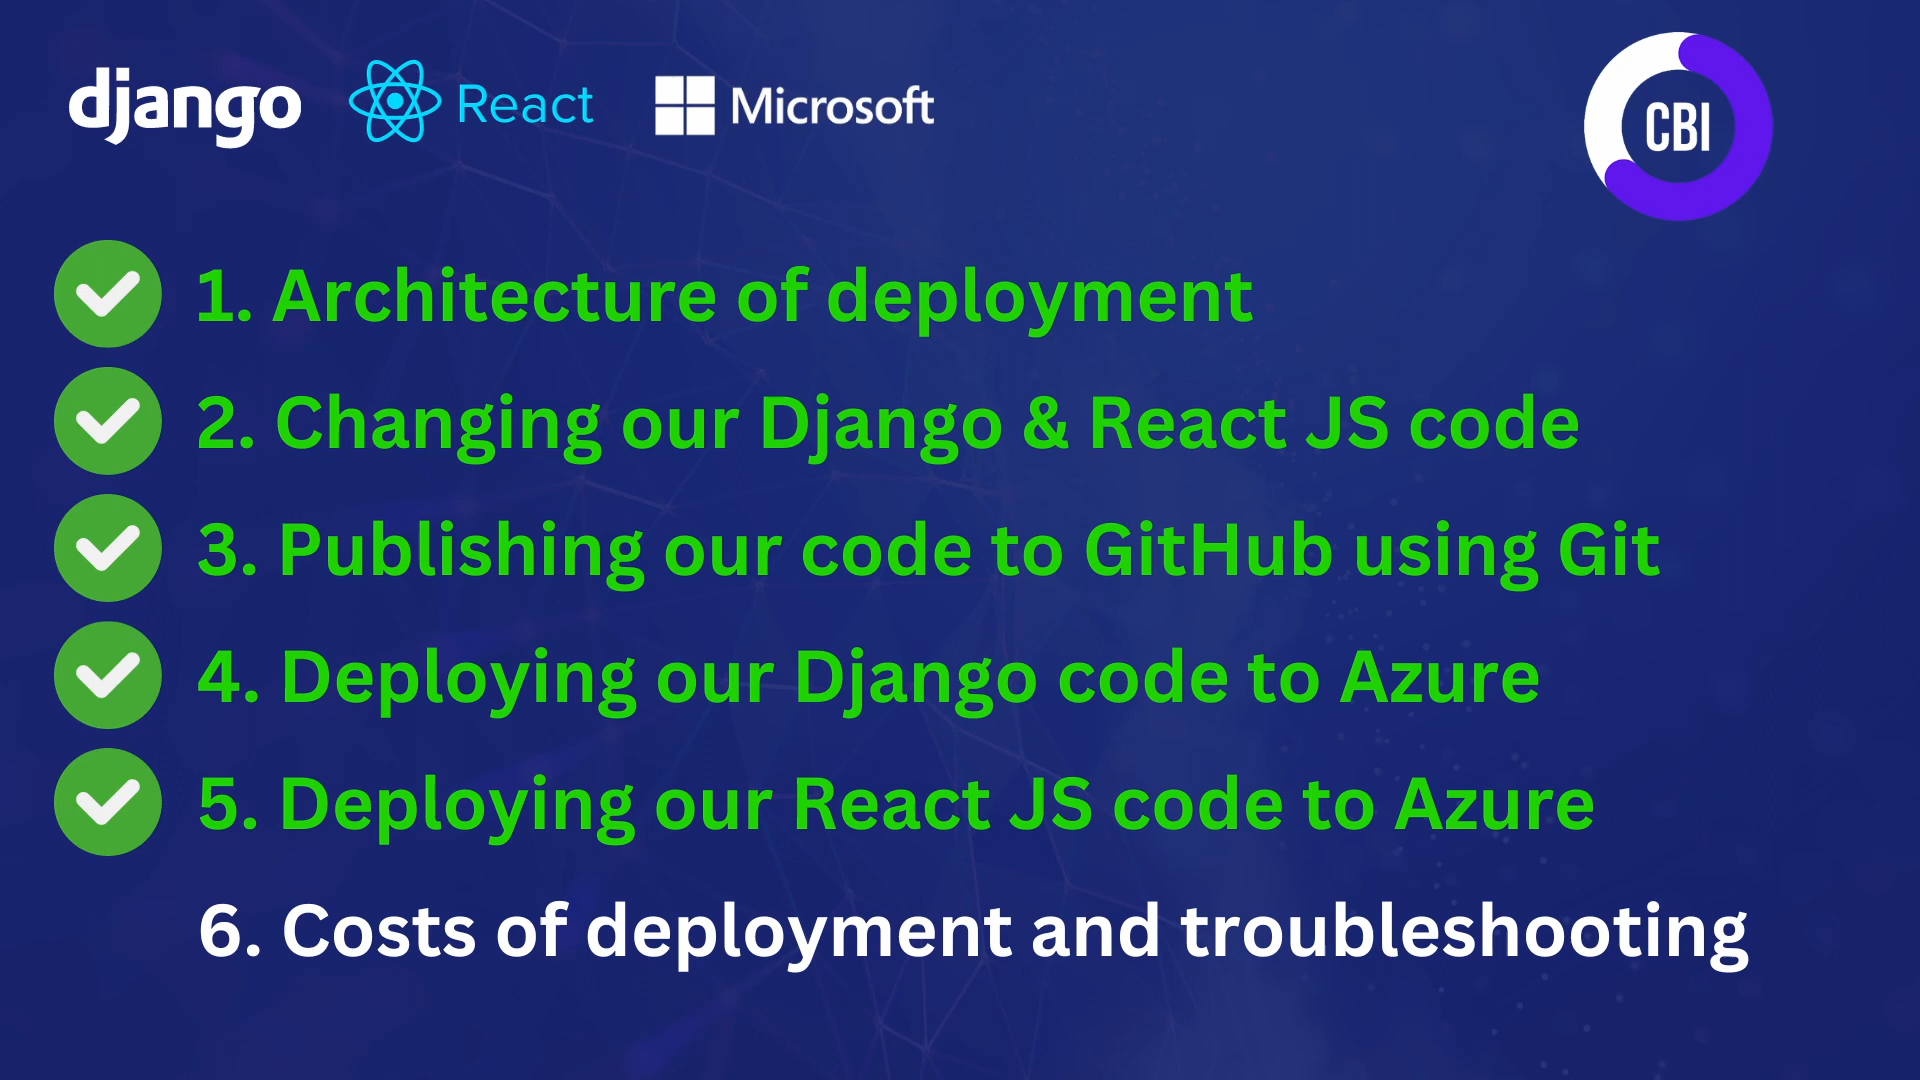 django React Microsoft CBI
1. Architecture of deployment
2. Changing our Django & React JS code
3. Publishing our code to GitHub using Git
4. Deploying our Django code to Azure
5. Deploying our React JS code to Azure
6. Costs of deployment and troubleshooting